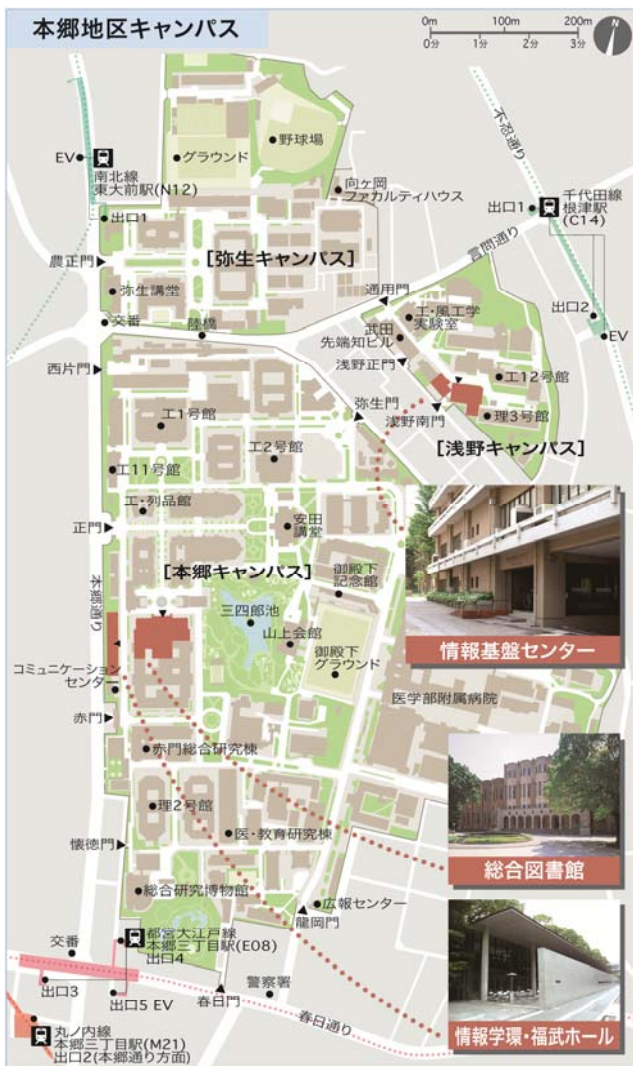 本郷地区キャンパス
0m 100m 200m
0分 1分 2分 3分
N
野球場
グラウンド
EV
南北線
東大前駅(N12)
向ヶ岡
ファカルティハウス
不忍通り
出口1
千代田線
根津駅
(C14)
出口1
言問通り
農正門
[弥生キャンパス]
弥生講堂
通用門
工・風工学
実験室
出口2
交番
陸橋
武田
先端知ビル
EV
西片門
浅野正門
工12号館
弥生門
浅野南門
理3号館
工1号館
工2号館
[浅野キャンパス]
工11号館
工・列品館
正門
安田
講堂
[本郷キャンパス]
御殿下
記念館
本郷通り
三四郎池
山上会館
御殿下
グラウンド
情報基盤センター
コミュニケーション
センター
医学部附属病院
赤門
赤門総合研究棟
理2号館
医・教育研究棟
懐徳門
総合図書館
総合研究博物館
広報センター
龍岡門
都営大江戸線
本郷三丁目駅(E08)
出口4
交番
出口3
出口5 EV
春日門
警察署
春日通り
丸ノ内線
本郷三丁目駅(M21)
出口2(本郷通り方面)
情報学環・福武ホール